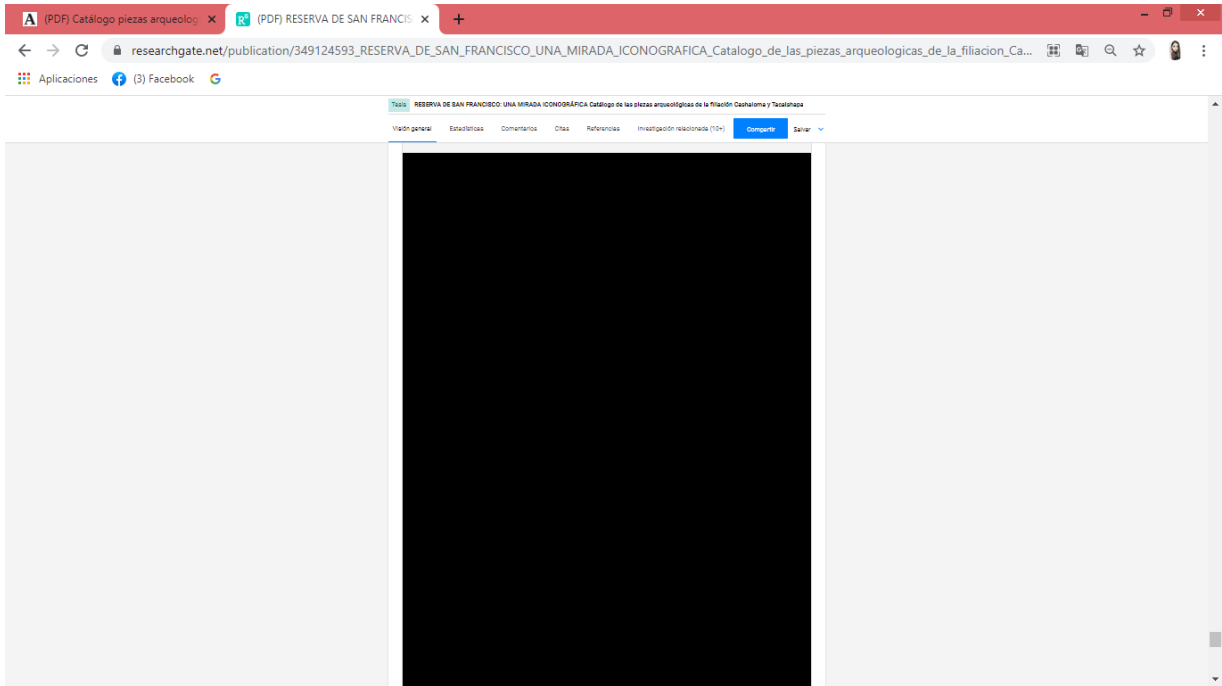 (PDF) Catálogo piezas arqueolog
(PDF) RESERVA DE SAN FRANCIS
researchgate.net/publication/349124593_RESERVA_DE_SAN_FRANCISCO_UNA_MIRADA_ICONOGRAFICA_Catalogo_de_las_piezas_arqueologicas_de_la_filiacion_Ca...
Aplicaciones (3) Facebook
Tesis RESERVA DE SAN FRANCISCO: UNA MIRADA ICONOGRÁFICA Catálogo de las piezas arqueológicas de la filiación Cashaloma y Tacalshapa
Visión general Estadísticas Comentarios Citas Referencias Investigación relacionada (10+) Compartir Salvar